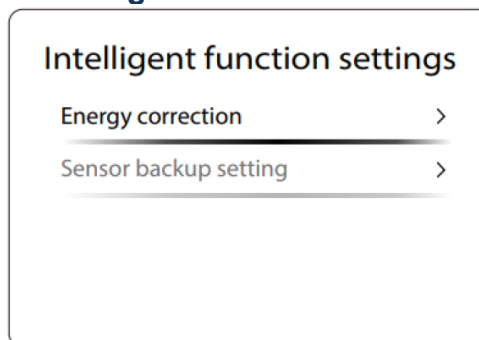 Intelligent function settings
Energy correction
Sensor backup setting